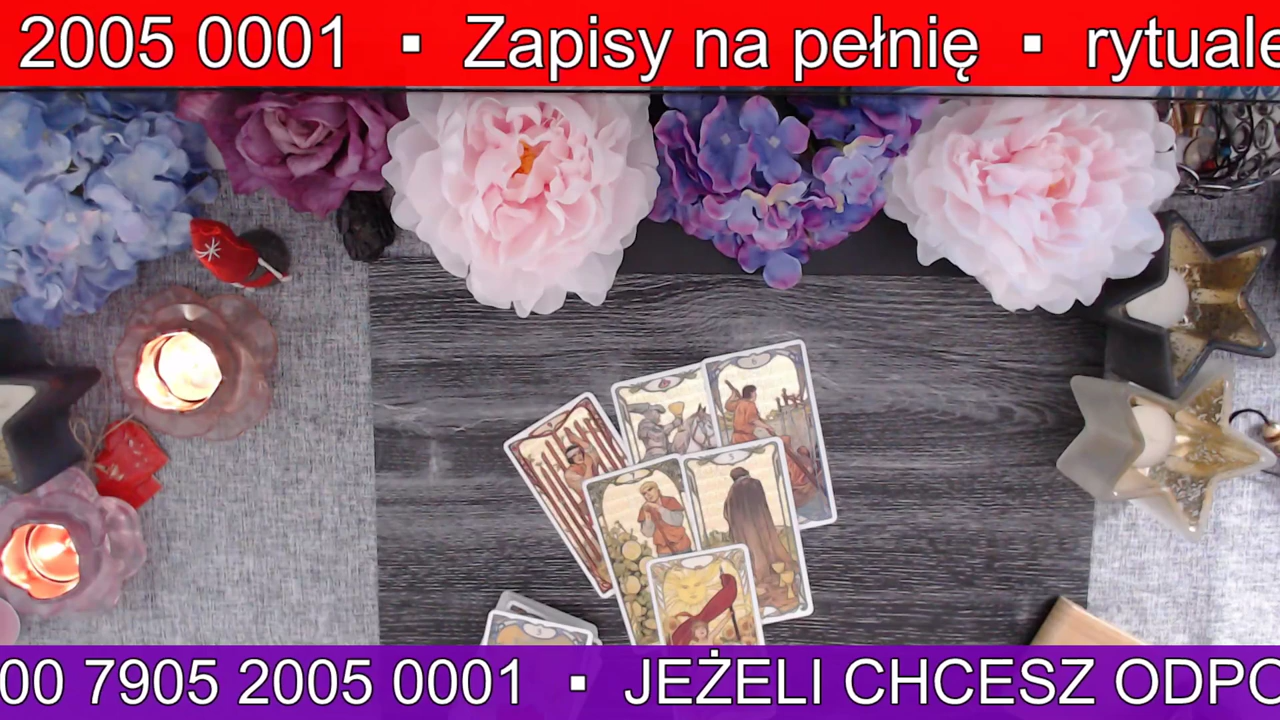 2005 0001 ▪ Zapisy na pełnię ▪ rytuale
00 7905 2005 0001 ▪ JEŻELI CHCESZ ODPO